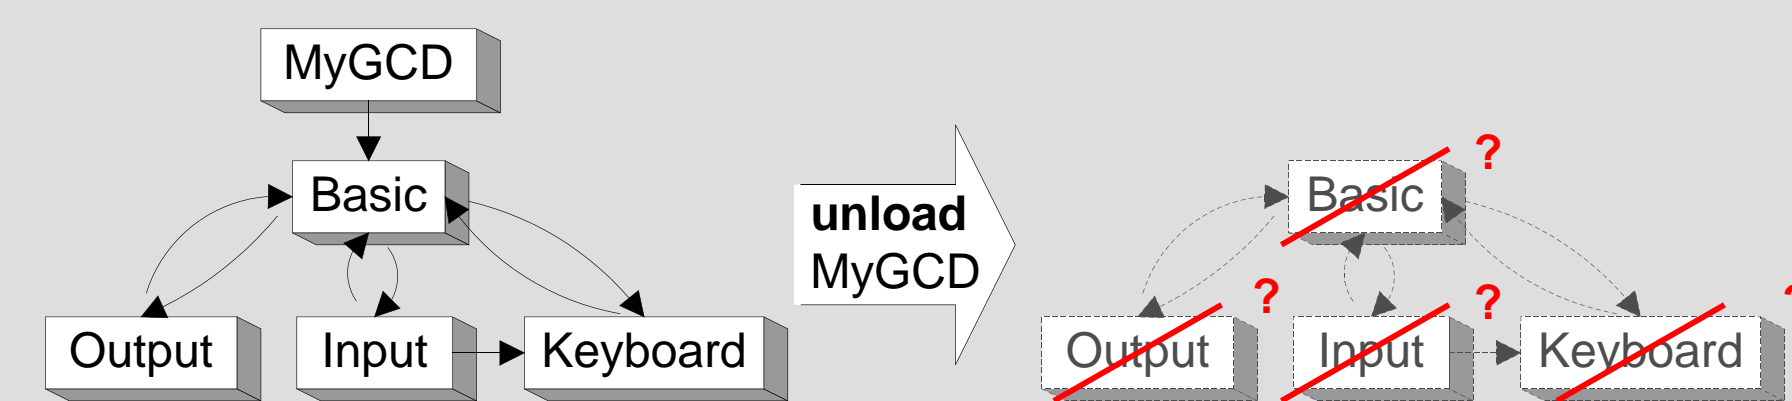 MyGCD
Basic
Output
Input
Keyboard
unload
MyGCD
Basic
?
Output
?
Input
?
Keyboard
?